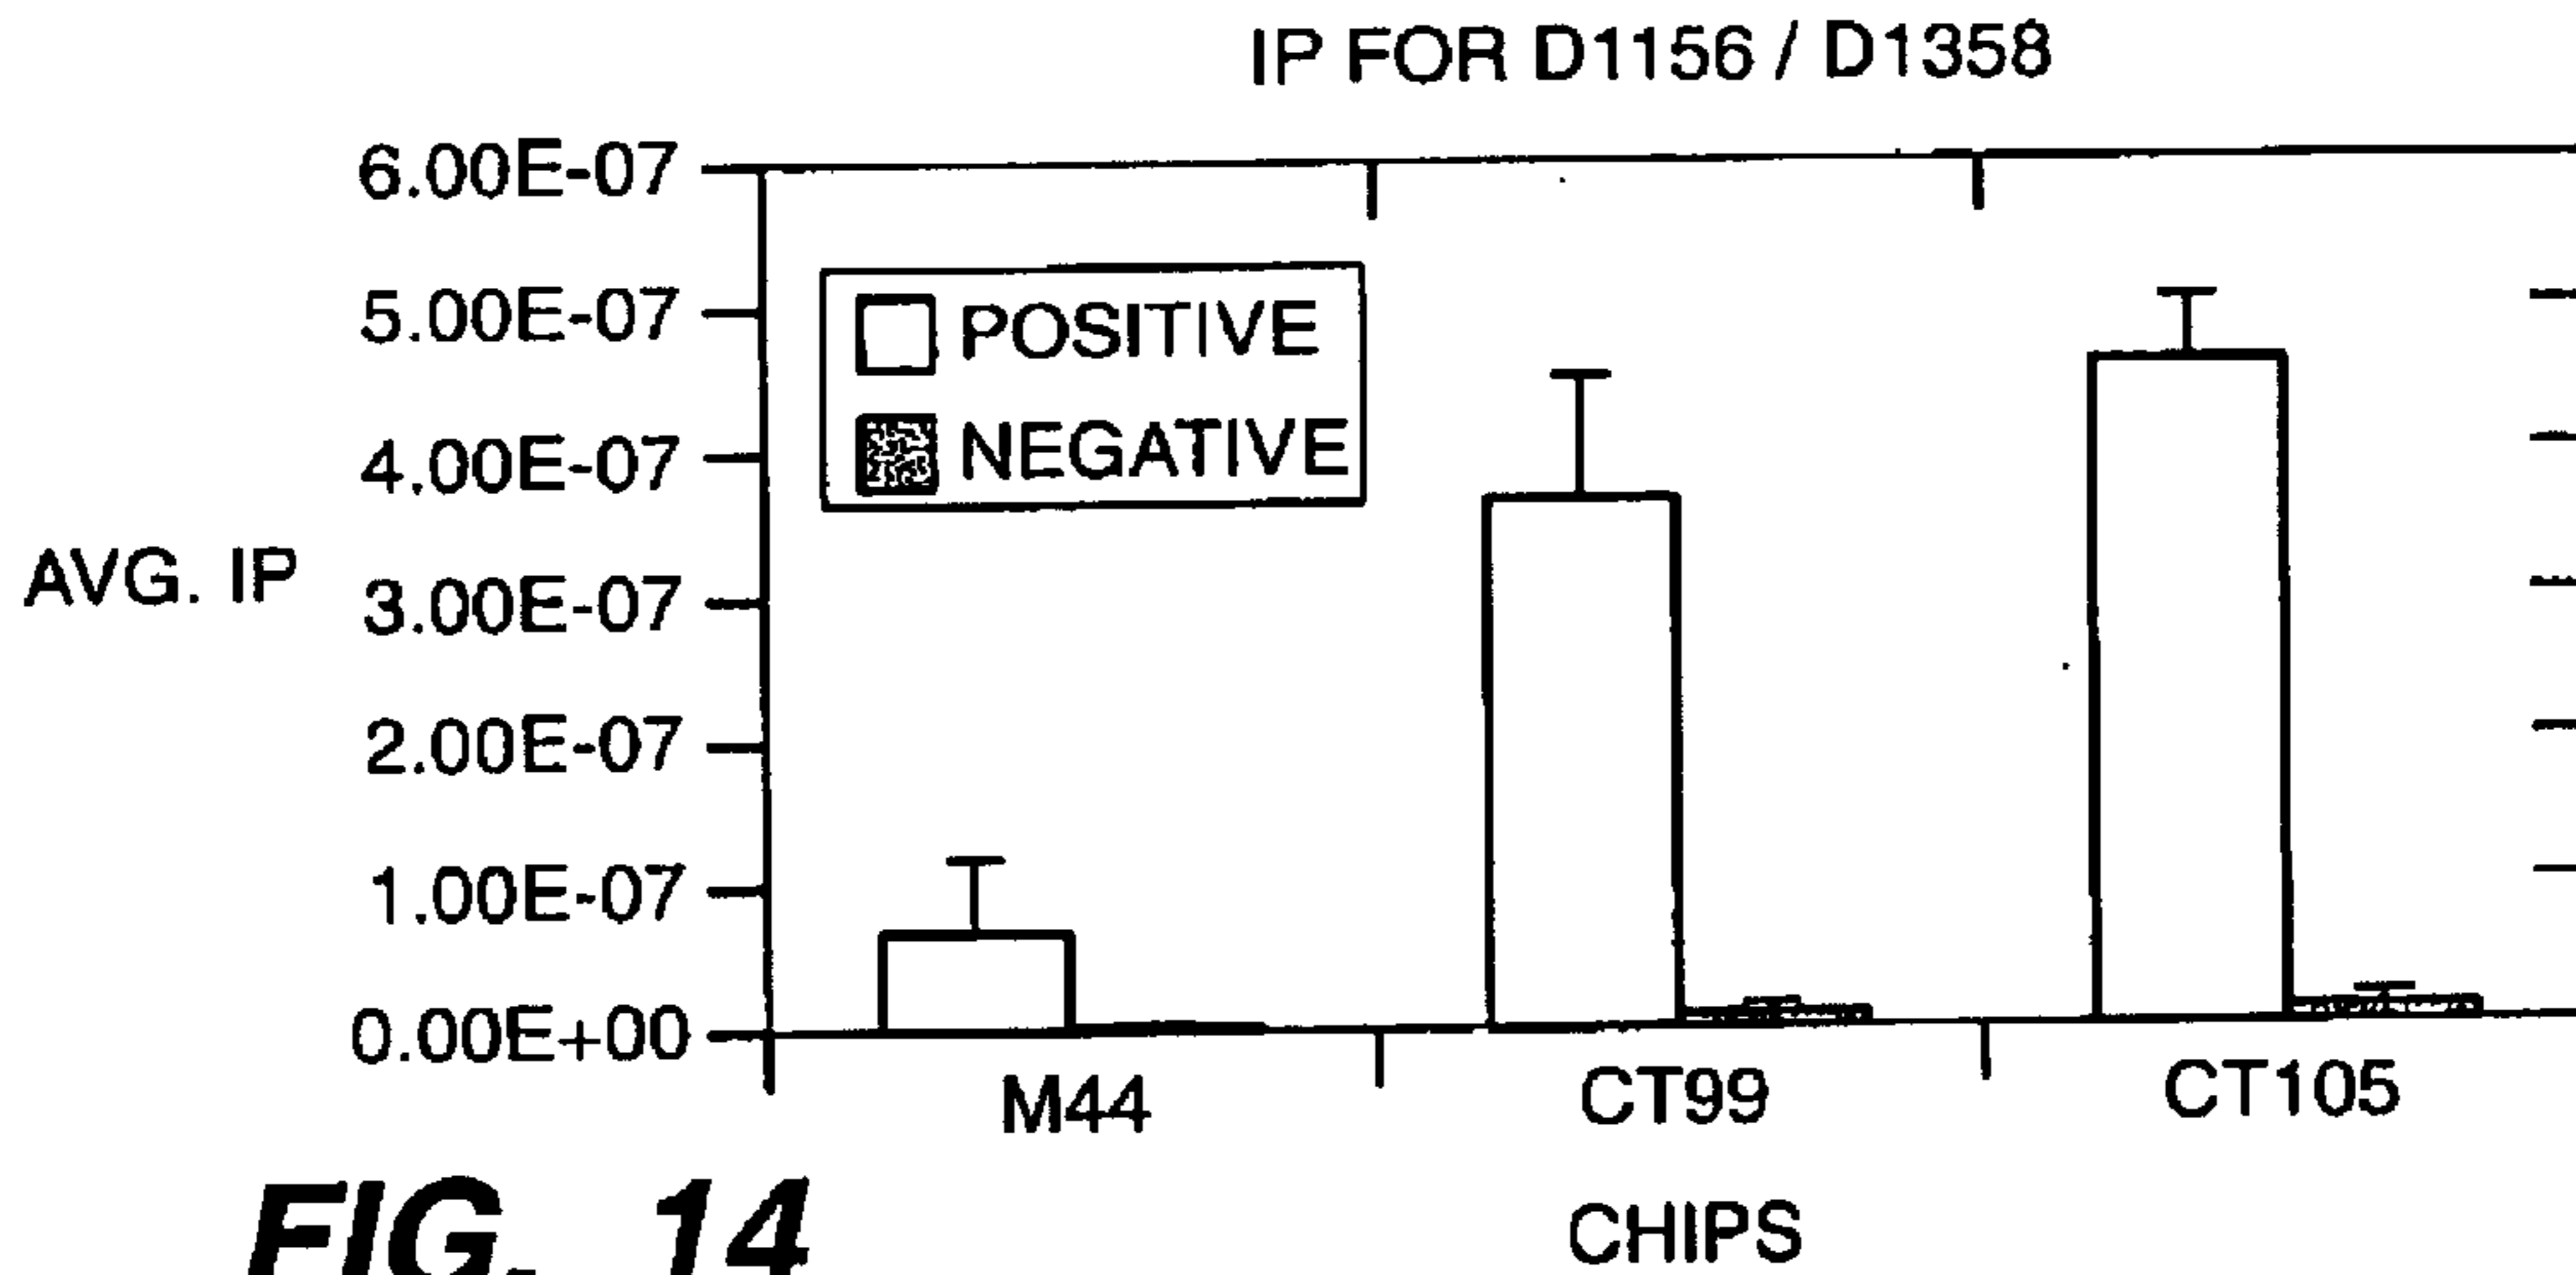 IP FOR D1156 / D1358
6.00E-07
5.00E-07
4.00E-07
3.00E-07
2.00E-07
1.00E-07
0.00E+00
AVG. IP
POSITIVE
NEGATIVE
M44 CT99 CT105
CHIPS
FIG. 14